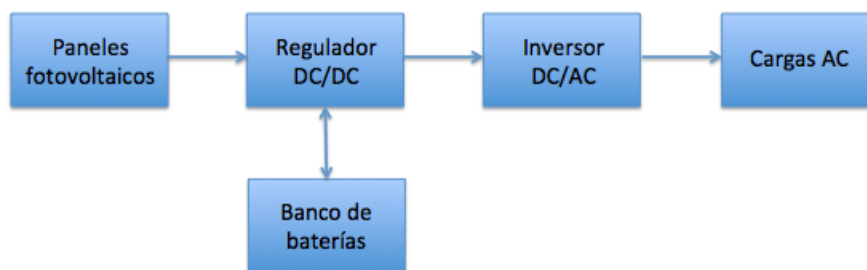 Paneles
fotovoltaicos
Regulador
DC/DC
Inversor
DC/AC
Cargas AC
Banco de
baterías